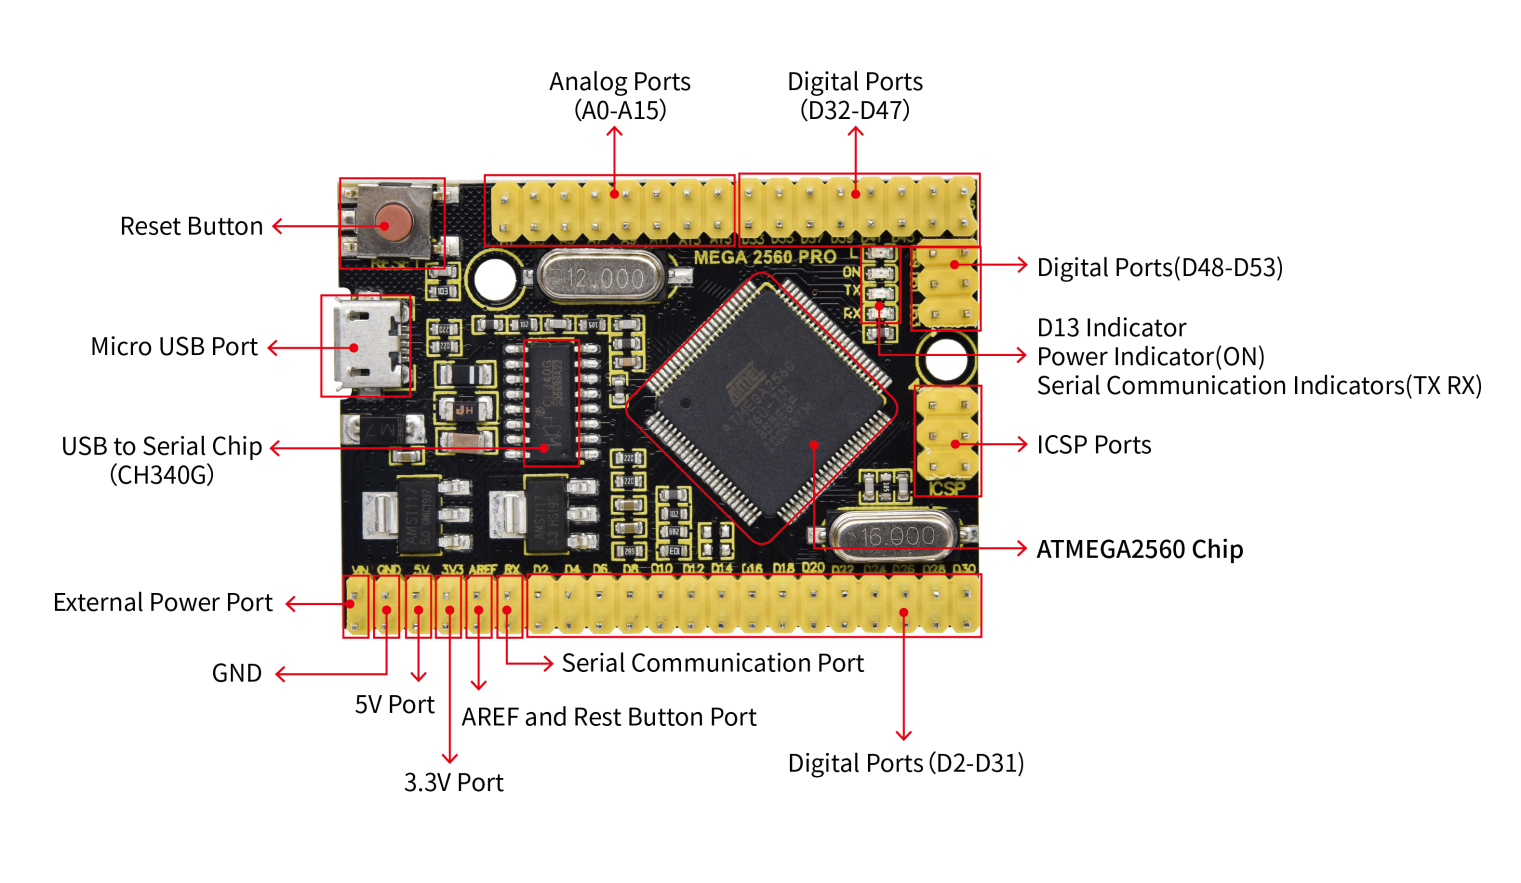 Analog Ports
(A0-A15)
Digital Ports
(D32-D47)
Reset Button
Digital Ports(D48-D53)
MEGA 2560 PRO
L
ON
TX
RX
12.000
D13 Indicator
Power Indicator(ON)
Serial Communication Indicators(TX RX)
Micro USB Port
USB to Serial Chip
(CH340G)
ICSP Ports
ICSP
AMS1117
AMS1117
16.000
ATMEGA2560 Chip
VIN GND 5V 3V3 AREF RX D2 D4 D6 D8 D10 D12 D14 D16 D18 D20 D22 D24 D26 D28 D30
External Power Port
GND
Serial Communication Port
5V Port
AREF and Rest Button Port
Digital Ports (D2-D31)
3.3V Port